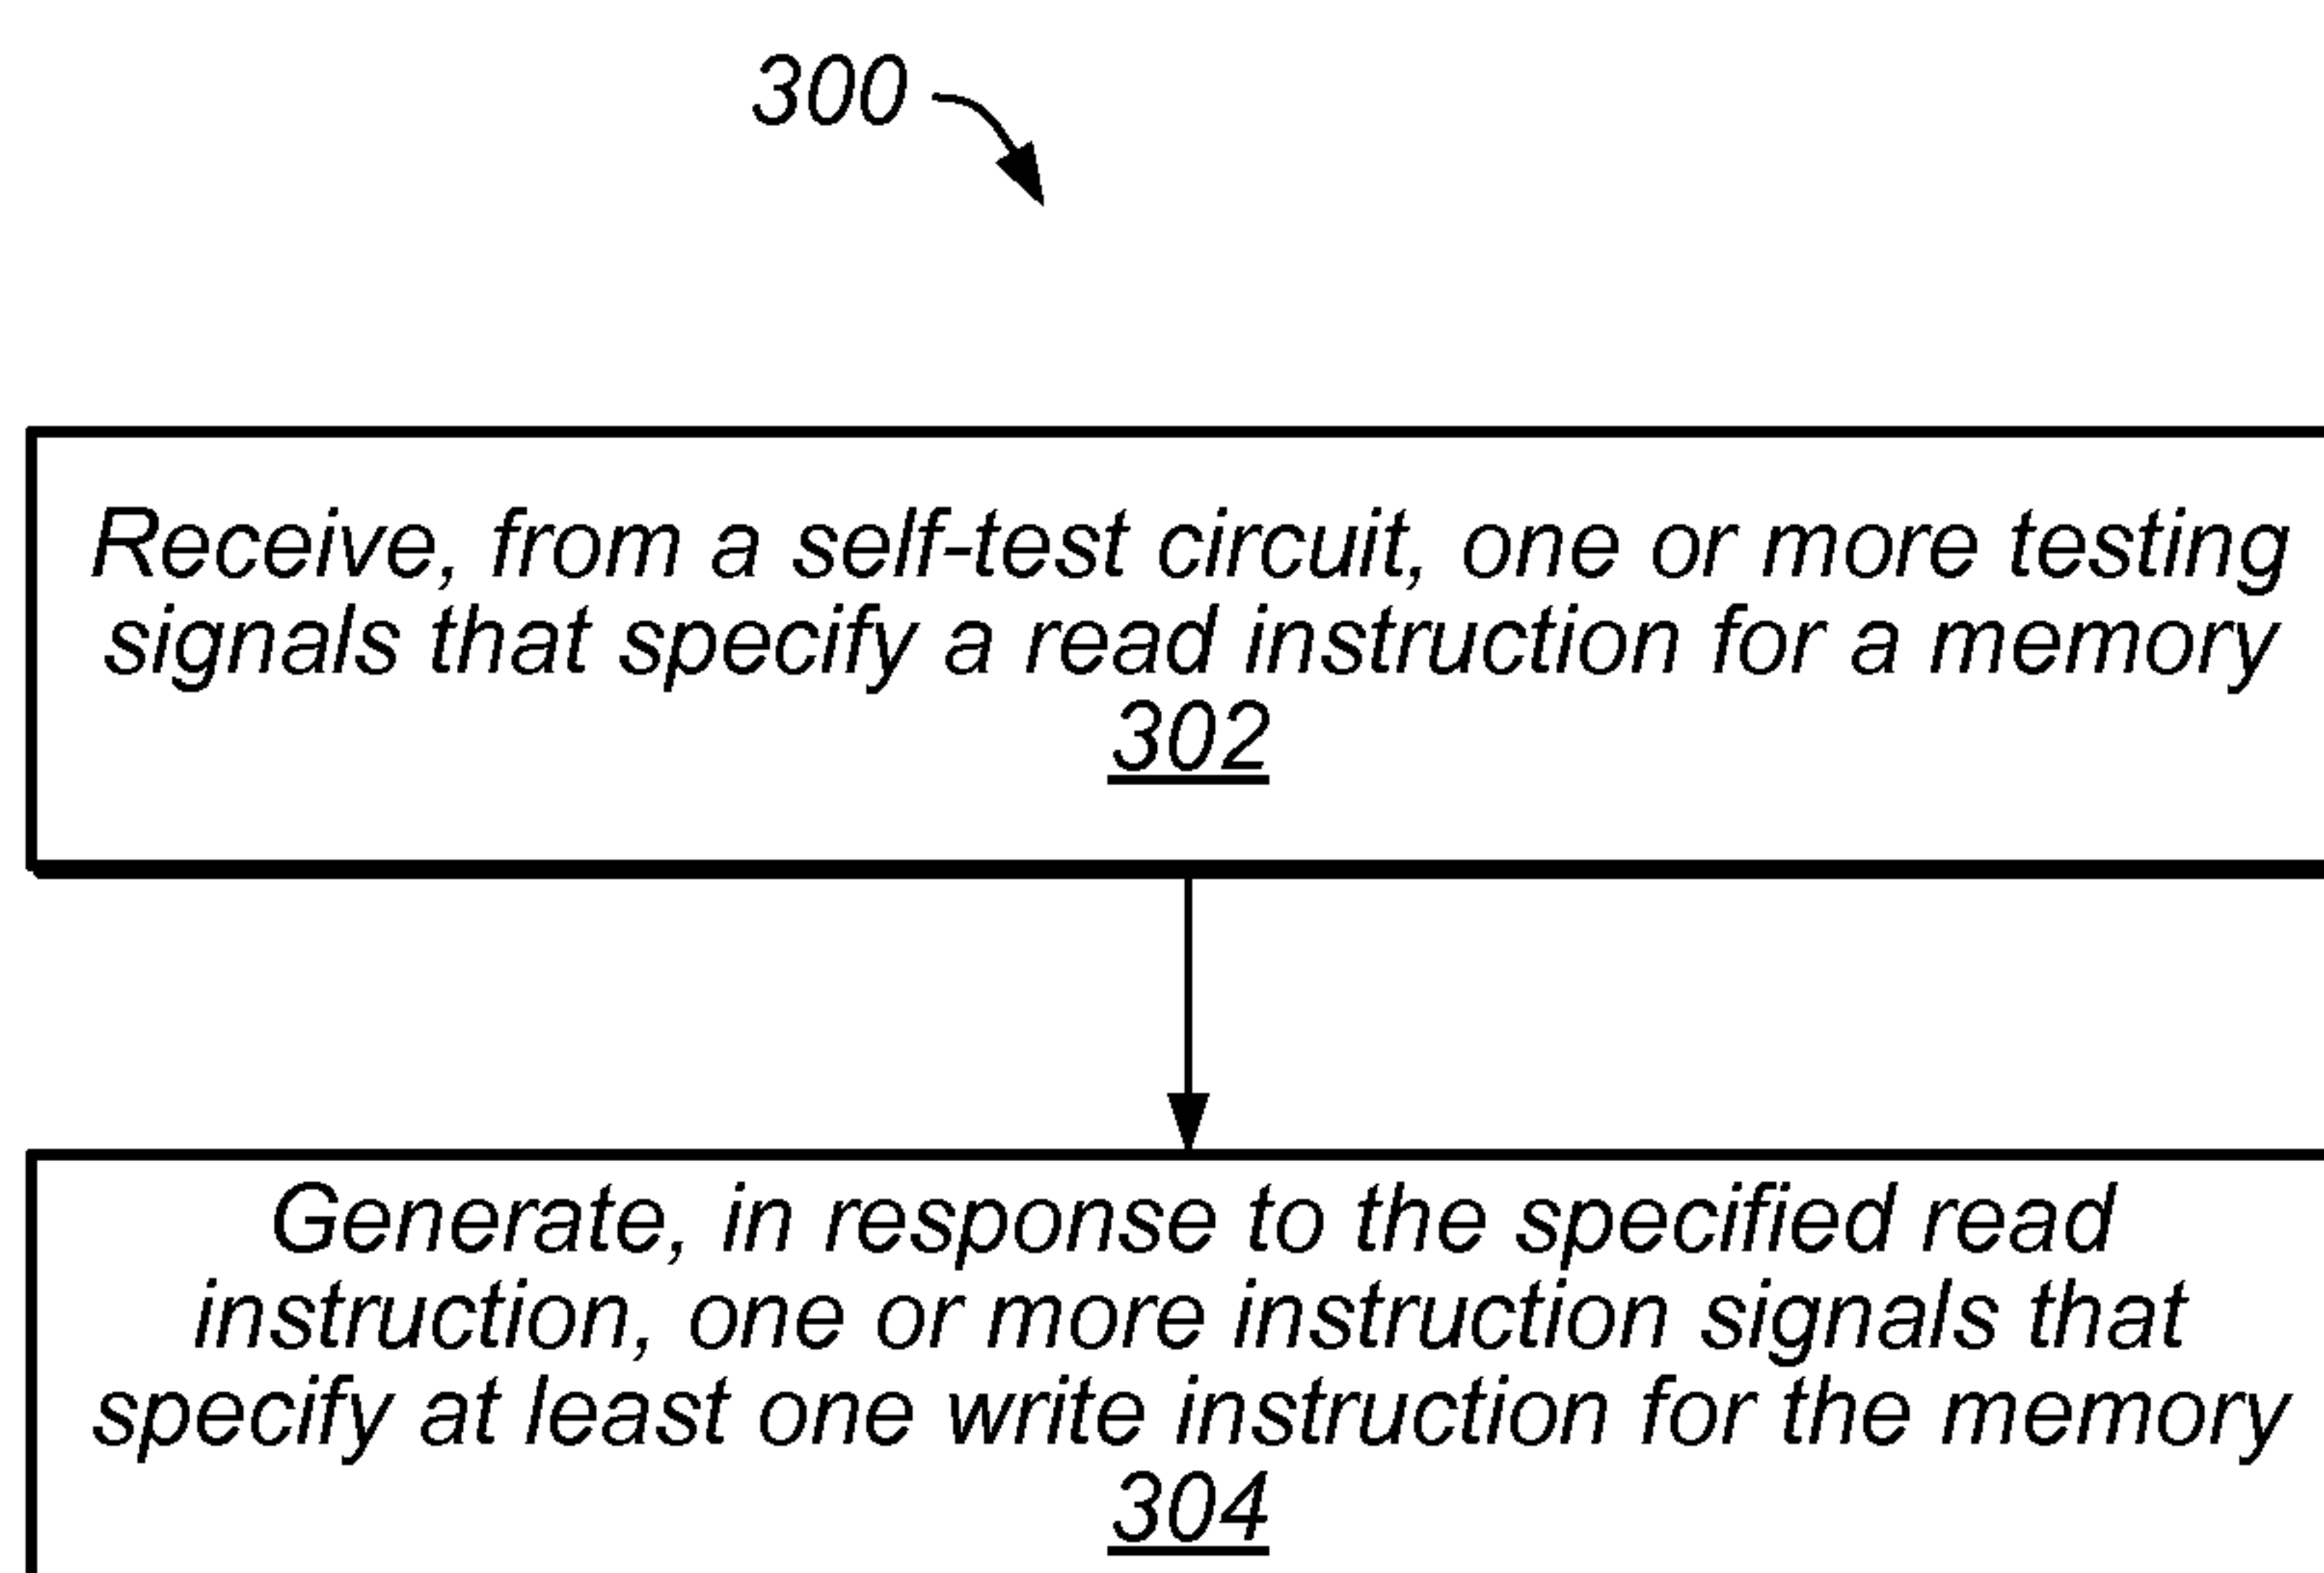 300
Receive, from a self-test circuit, one or more testing
signals that specify a read instruction for a memory
302
Generate, in response to the specified read
instruction, one or more instruction signals that
specify at least one write instruction for the memory
304